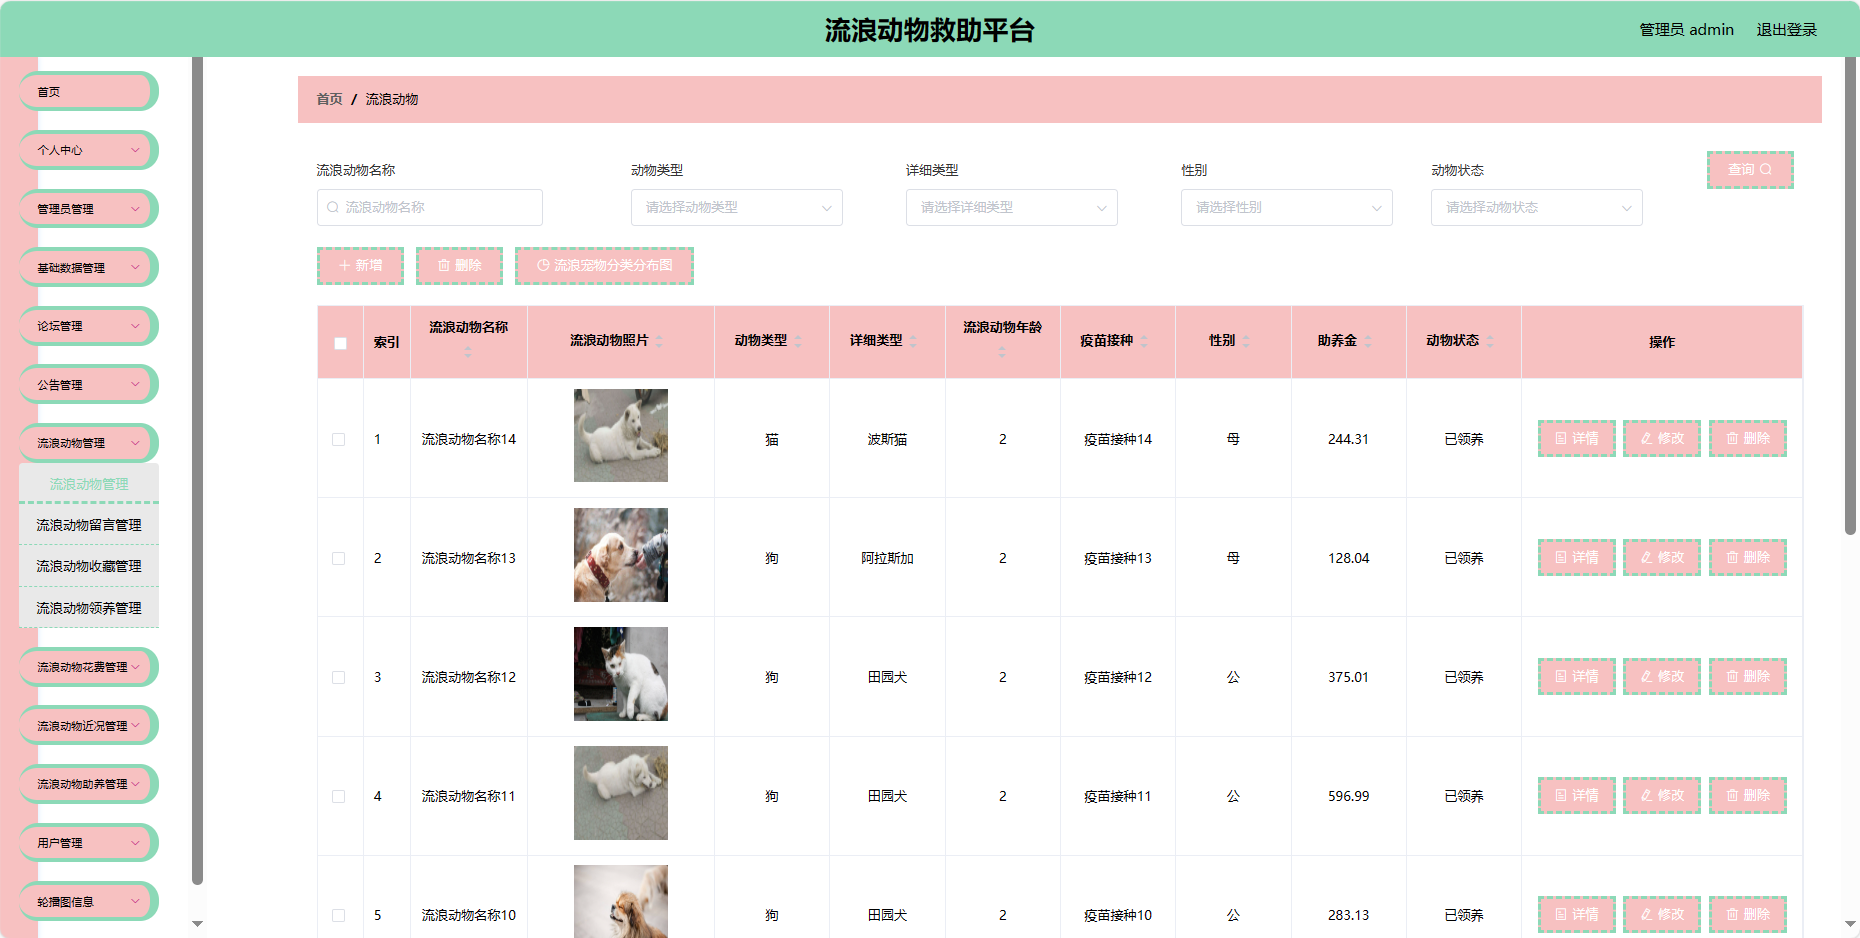 流浪动物救助平台
管理员 admin 退出登录
首页
个人中心
管理员管理
基础数据管理
论坛管理
公告管理
流浪动物管理
流浪动物管理
流浪动物留言管理
流浪动物收藏管理
流浪动物领养管理
流浪动物花费管理
流浪动物近况管理
流浪动物助养管理
用户管理
轮播图信息
首页 / 流浪动物
流浪动物名称 动物类型 详细类型 性别 动物状态
流浪动物名称 请选择动物类型 请选择详细类型 请选择性别 请选择动物状态 查询
新增 删除 流浪宠物分类分布图
索引 流浪动物名称 流浪动物照片 动物类型 详细类型 流浪动物年龄 疫苗接种 性别 助养金 动物状态 操作
1 流浪动物名称14 猫 波斯猫 2 疫苗接种14 母 244.31 已领养 详情 修改 删除
2 流浪动物名称13 狗 阿拉斯加 2 疫苗接种13 母 128.04 已领养 详情 修改 删除
3 流浪动物名称12 狗 田园犬 2 疫苗接种12 公 375.01 已领养 详情 修改 删除
4 流浪动物名称11 狗 田园犬 2 疫苗接种11 公 596.99 已领养 详情 修改 删除
5 流浪动物名称10 狗 田园犬 2 疫苗接种10 公 283.13 已领养 详情 修改 删除